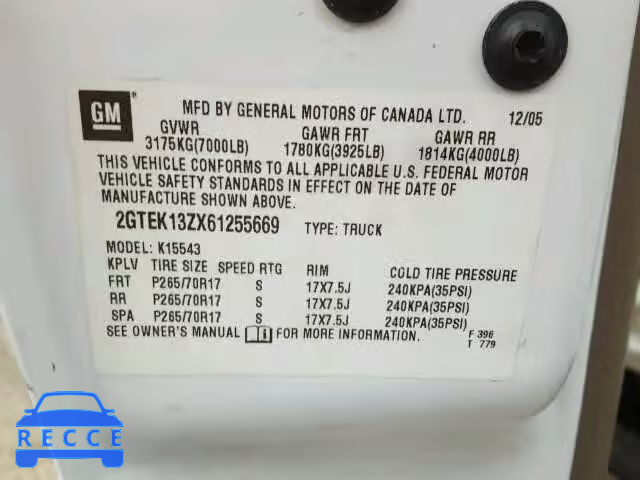 GM
MFD BY GENERAL MOTORS OF CANADA LTD. 12/05
GVWR GAWR FRT GAWR RR
3175KG(7000LB) 1780KG(3925LB) 1814KG(4000LB)
THIS VEHICLE CONFORMS TO ALL APPLICABLE U.S. FEDERAL MOTOR
VEHICLE SAFETY STANDARDS IN EFFECT ON THE DATE OF
MANUFACTURE SHOWN ABOVE.
2GTEK13ZX61255669 TYPE: TRUCK
MODEL: K15543
KPLV TIRE SIZE SPEED RTG RIM COLD TIRE PRESSURE
FRT P265/70R17 S 17X7.5J 240KPA(35PSI)
RR P265/70R17 S 17X7.5J 240KPA(35PSI)
SPA P265/70R17 S 17X7.5J 240KPA(35PSI)
SEE OWNER'S MANUAL FOR MORE INFORMATION. F 396
T 779
RECCE